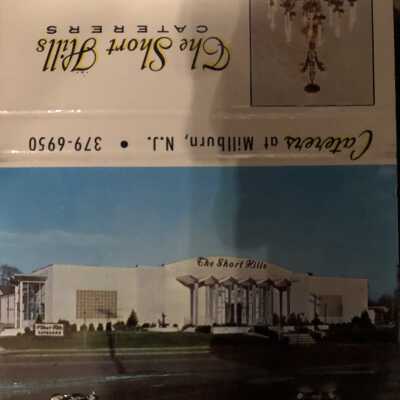 The Short Hills
CATERERS
Caterers at Millburn, N.J. • 379-6950
The Short Hills